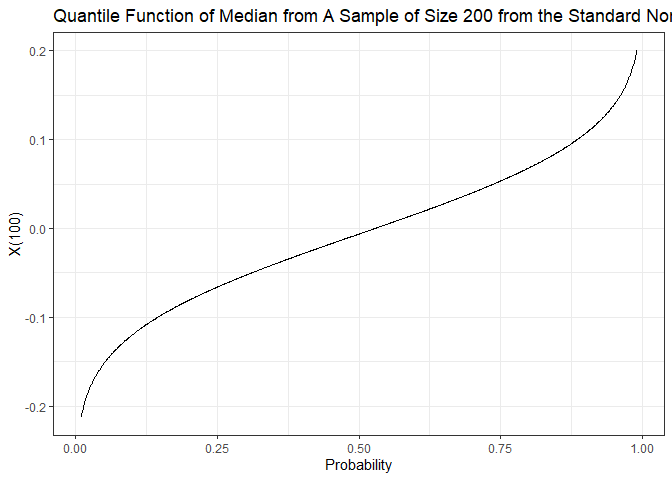 Quantile Function of Median from A Sample of Size 200 from the Standard Nor
0.2
0.1
0.0
-0.1
-0.2
X(100)
0.00 0.25 0.50 0.75 1.00
Probability